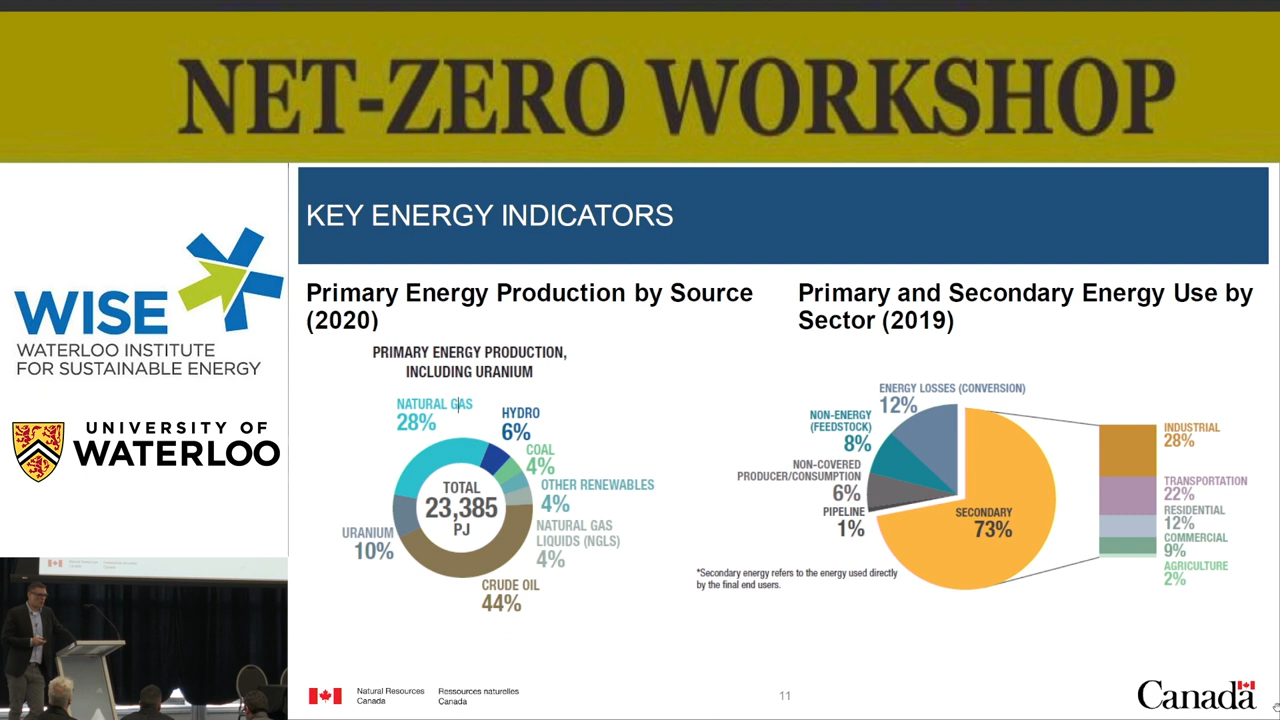 NET-ZERO WORKSHOP
WISE
WATERLOO INSTITUTE
FOR SUSTAINABLE ENERGY
UNIVERSITY OF
WATERLOO
KEY ENERGY INDICATORS
Primary Energy Production by Source
(2020)
PRIMARY ENERGY PRODUCTION,
INCLUDING URANIUM
NATURAL GAS
28%
HYDRO
6%
COAL
4%
OTHER RENEWABLES
4%
NATURAL GAS
LIQUIDS (NGLS)
4%
CRUDE OIL
44%
URANIUM
10%
TOTAL
23,385
PJ
Primary and Secondary Energy Use by
Sector (2019)
ENERGY LOSSES (CONVERSION)
12%
NON-ENERGY
(FEEDSTOCK)
8%
NON-COVERED
PRODUCER/CONSUMPTION
6%
PIPELINE
1%
SECONDARY
73%
INDUSTRIAL
28%
TRANSPORTATION
22%
RESIDENTIAL
12%
COMMERCIAL
9%
AGRICULTURE
2%
*Secondary energy refers to the energy used directly
by the final end users.
Natural Resources
Canada
Ressources naturelles
Canada
11
Canada